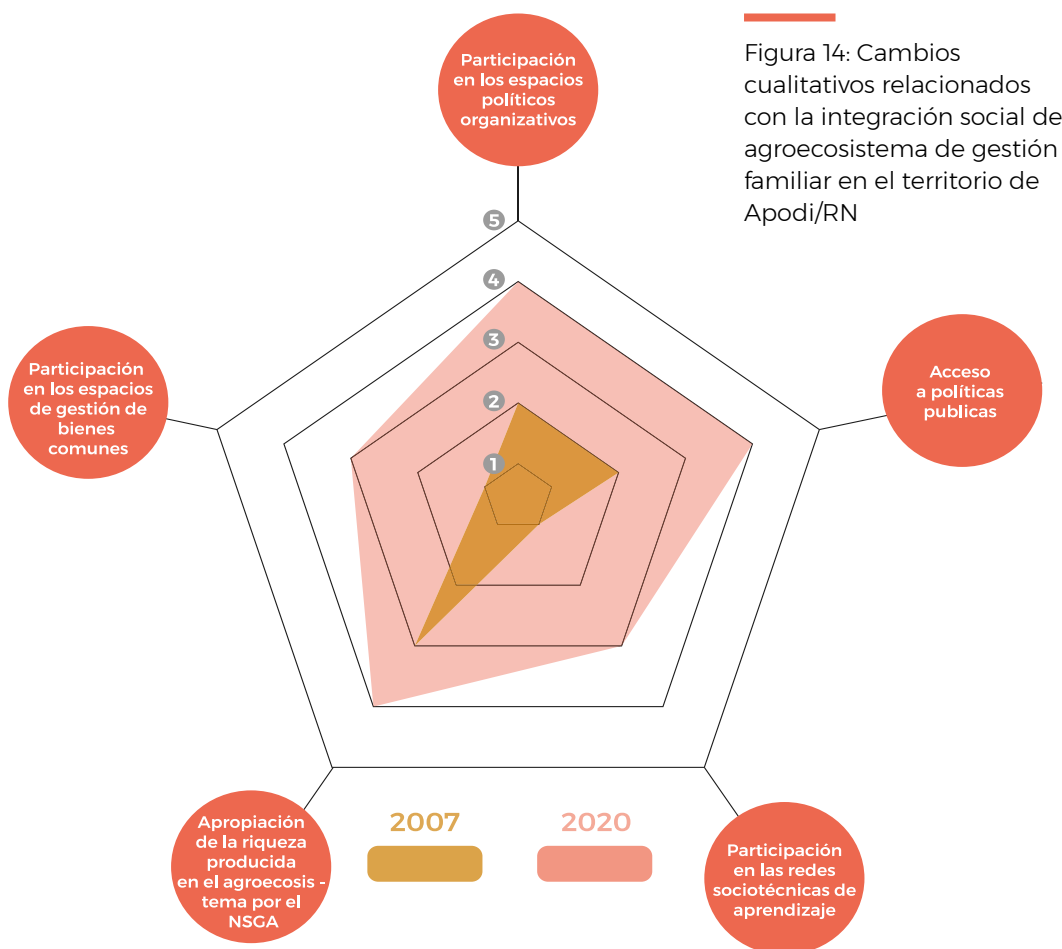 Participación
en los espacios
políticos
organizativos
Figura 14: Cambios
cualitativos relacionados
con la integración social de
agroecosistema de gestión
familiar en el territorio de
Apodi/RN
5
4
3
2
1
Participación
en los espacios
de gestión de
bienes
comunes
Acceso
a políticas
publicas
Apropiación
de la riqueza
producida
en el agroecosis -
tema por el
NSGA
2007
2020
Participación
en las redes
sociotécnicas de
aprendizaje